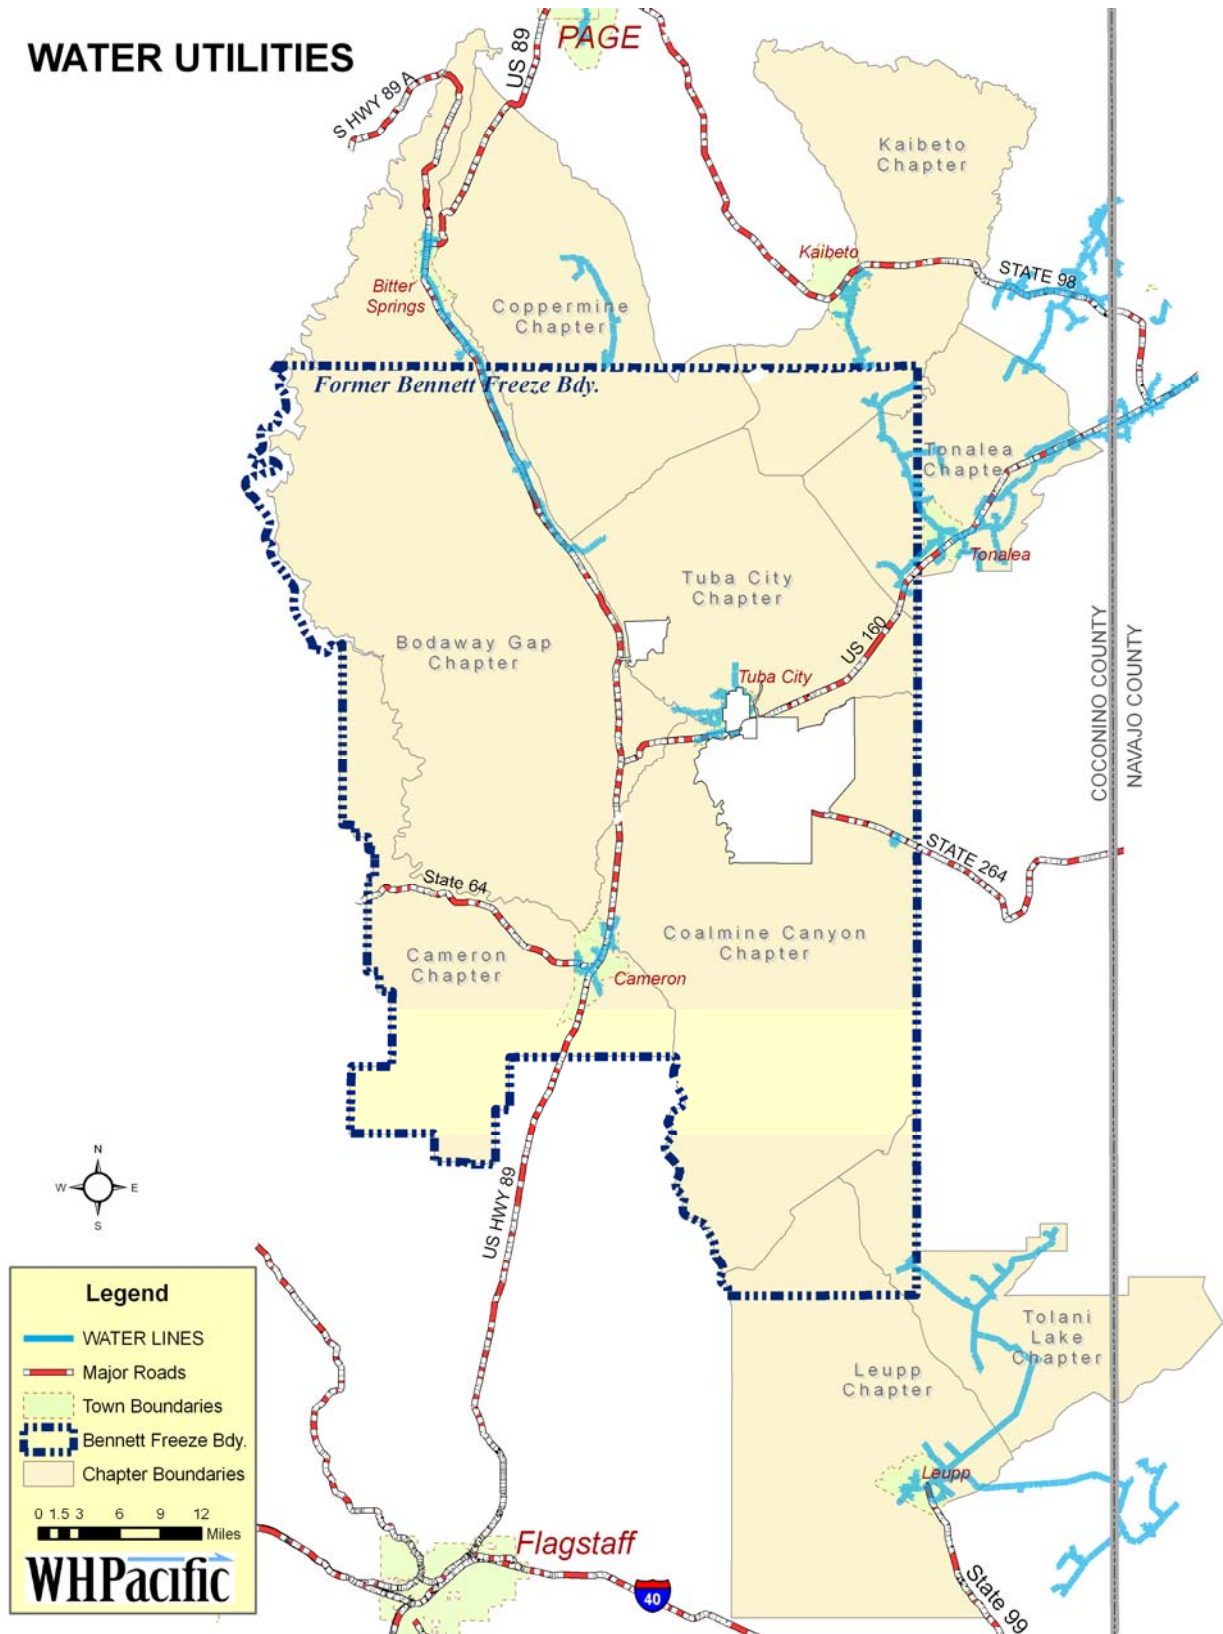 WATER UTILITIES
PAGE
US 89
S HWY 89 A
Kaibeto
Chapter
Kaibeto
STATE 98
Bitter
Springs
Coppermine
Chapter
Former Bennett Freeze Bdy.
Tonalea
Chapte
Tonalea
Tuba City
Chapter
US 160
Bodaway Gap
Chapter
Tuba City
COCONINO COUNTY
NAVAJO COUNTY
STATE 264
State 64
Cameron
Chapter
Coalmine Canyon
Chapter
Cameron
N
W
E
S
US HWY 89
Tolani
Lake
Chapter
Leupp
Chapter
Leupp
State 99
Flagstaff
40
Legend
WATER LINES
Major Roads
Town Boundaries
Bennett Freeze Bdy.
Chapter Boundaries
0 1.5 3 6 9 12
Miles
WHPacific